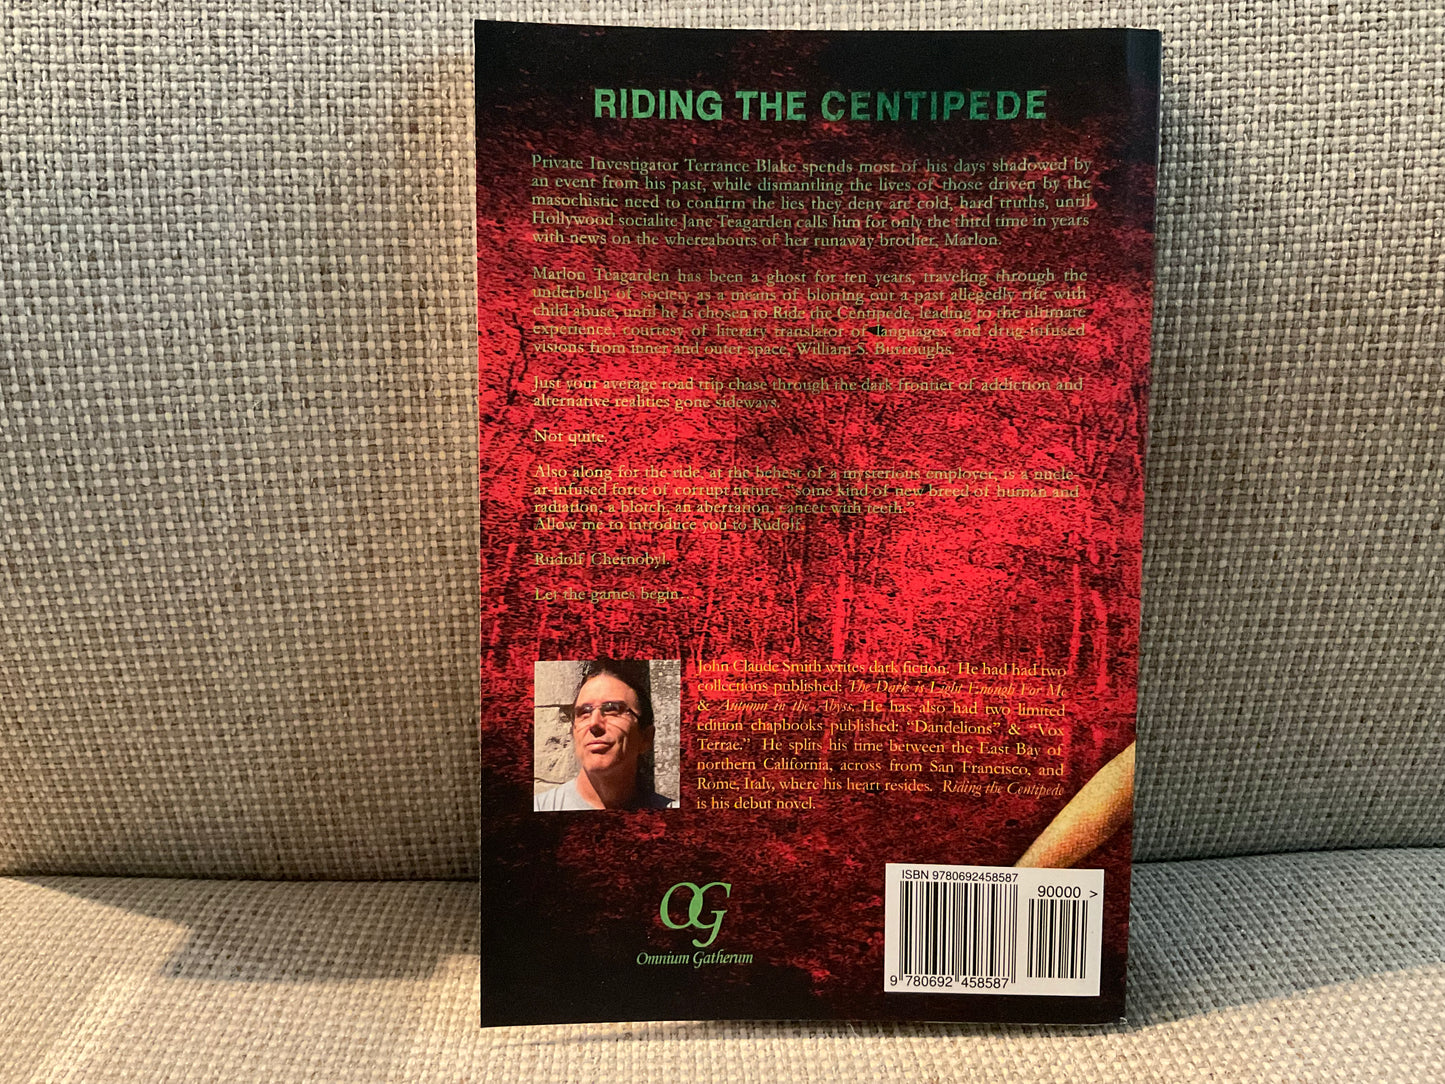 RIDING THE CENTIPEDE
Private Investigator Terrance Blake spends most of his days shadowed by
an event from his past, while dismantling the lives of those driven by the
masochistic need to confirm the lies they deny are cold, hard truths, until
Hollywood socialite Jane Teagarden calls him for only the third time in years
with news on the whereabouts of her runaway brother, Marlon.
Marlon Teagarden has been a ghost for ten years, traveling through the
underbelly of society as a means of blotting out a past allegedly rife with
child abuse, until he is chosen to Ride the Centipede, leading to the ultimate
experience, courtesy of literary translator of languages and drug-infused
visions from inner and outer space, William S. Burroughs.
Just your average road trip chase through the dark frontier of addiction and
alternative realities gone sideways.
Not quite.
Also along for the ride, at the behest of a mysterious employer, is a nucle-
ar-infused force of corrupt nature, “some kind of new breed of human and
radiation, a blotch, an aberration, cancer with teeth.”
Allow me to introduce you to Rudolf.
Rudolf Chernobyl.
Let the games begin…
John Claude Smith writes dark fiction. He had had two
collections published: The Dark is Light Enough For Me
& Autumn in the Abyss. He has also had two limited
edition chapbooks published: “Dandelions” & “Vox
Terrae.” He splits his time between the East Bay of
northern California, across from San Francisco, and
Rome, Italy, where his heart resides. Riding the Centipede
is his debut novel.
OG
Omnium Gatherum
ISBN 9780692458587
90000 >
9 780692 458587